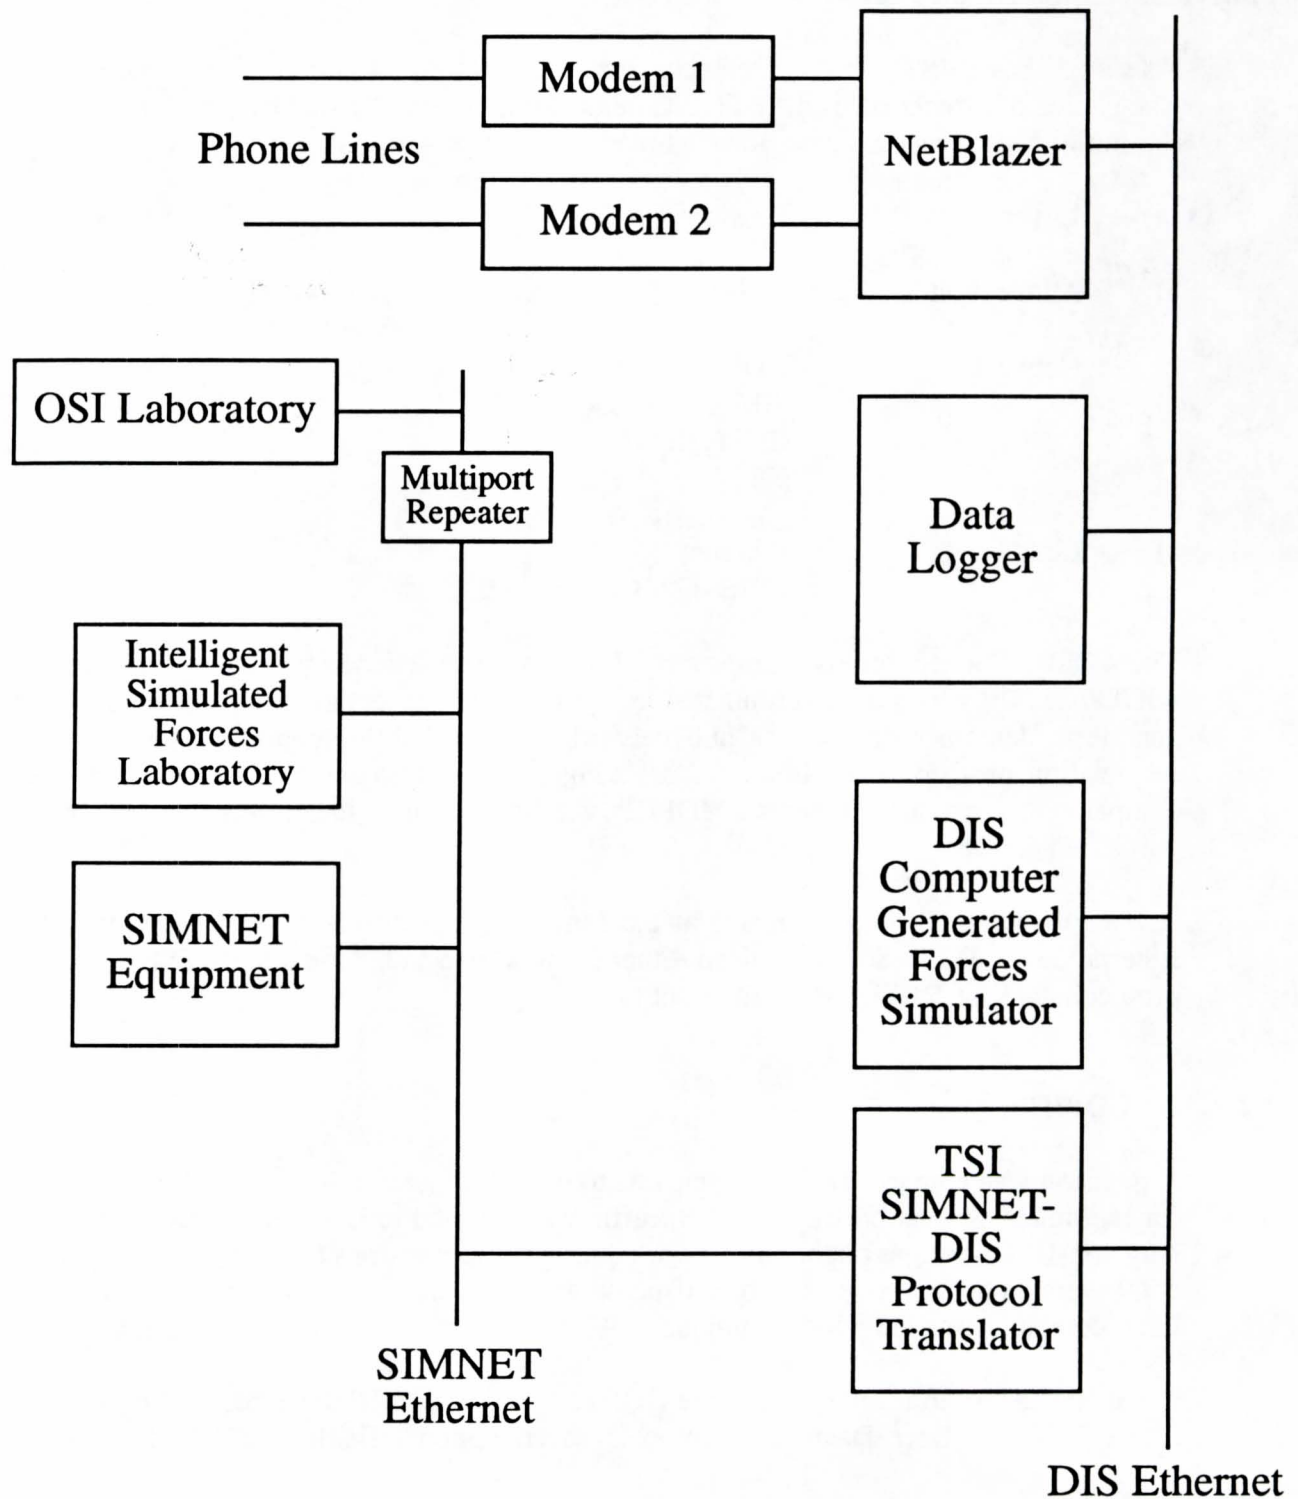 Modem 1
Phone Lines
NetBlazer
Modem 2
OSI Laboratory
Multiport
Repeater
Data
Logger
Intelligent
Simulated
Forces
Laboratory
DIS
Computer
Generated
Forces
Simulator
SIMNET
Equipment
TSI
SIMNET-
DIS
Protocol
Translator
SIMNET
Ethernet
DIS Ethernet